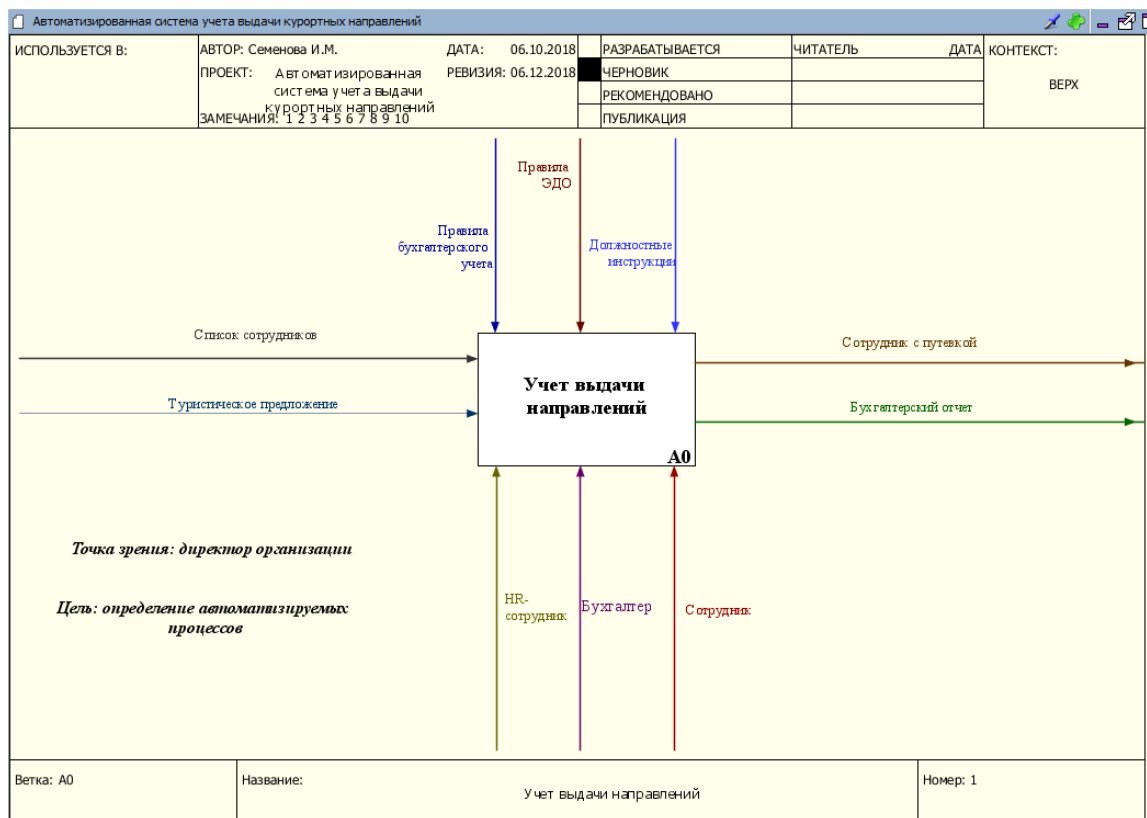 Автоматизированная система учета выдачи курортных направлений
ИСПОЛЬЗУЕТСЯ В:
АВТОР: Семенова И.М.
ДАТА: 06.10.2018
РАЗРАБАТЫВАЕТСЯ
ЧИТАТЕЛЬ
ДАТА
КОНТЕКСТ:
ПРОЕКТ: Автоматизированная
система учета выдачи
курортных направлений
РЕВИЗИЯ: 06.12.2018
ЧЕРНОВИК
ВЕРХ
РЕКОМЕНДОВАНО
ЗАМЕЧАНИЯ: 1 2 3 4 5 6 7 8 9 10
ПУБЛИКАЦИЯ
Правила
ЭДО
Правила
бухгалтерского
учета
Должностные
инструкции
Список сотрудников
Сотрудник с путевкой
Учет выдачи
направлений
Туристическое предложение
Бухгалтерский отчет
A0
Точка зрения: директор организации
Цель: определение автоматизируемых
процессов
HR-
сотрудник
Бухгалтер
Сотрудник
Ветка: A0
Название:
Учет выдачи направлений
Номер: 1